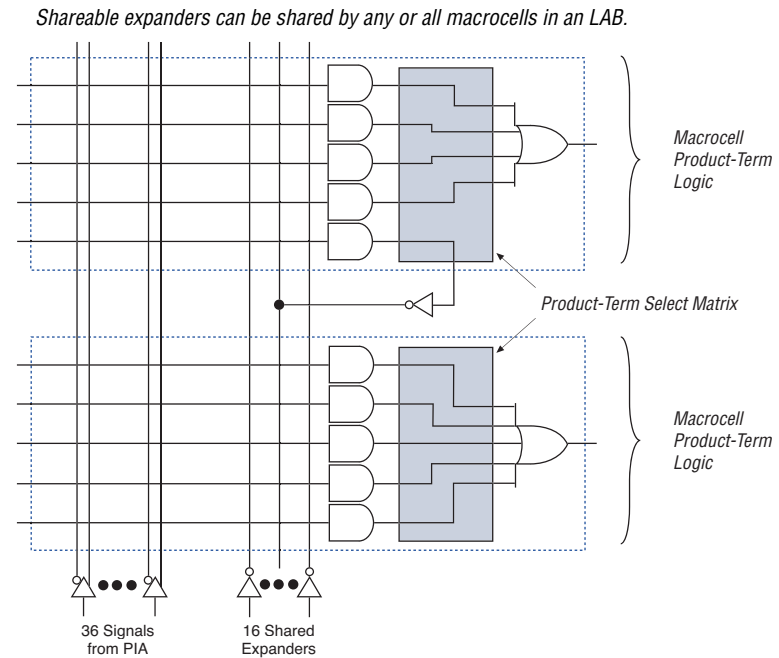 Shareable expanders can be shared by any or all macrocells in an LAB.
Macrocell
Product-Term
Logic
Product-Term Select Matrix
Macrocell
Product-Term
Logic
36 Signals
from PIA
16 Shared
Expanders